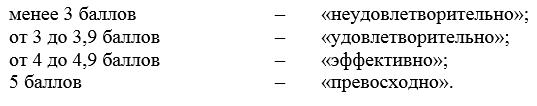 менее 3 баллов – «неудовлетворительно»;
от 3 до 3,9 баллов – «удовлетворительно»;
от 4 до 4,9 баллов – «эффективно»;
5 баллов – «превосходно».